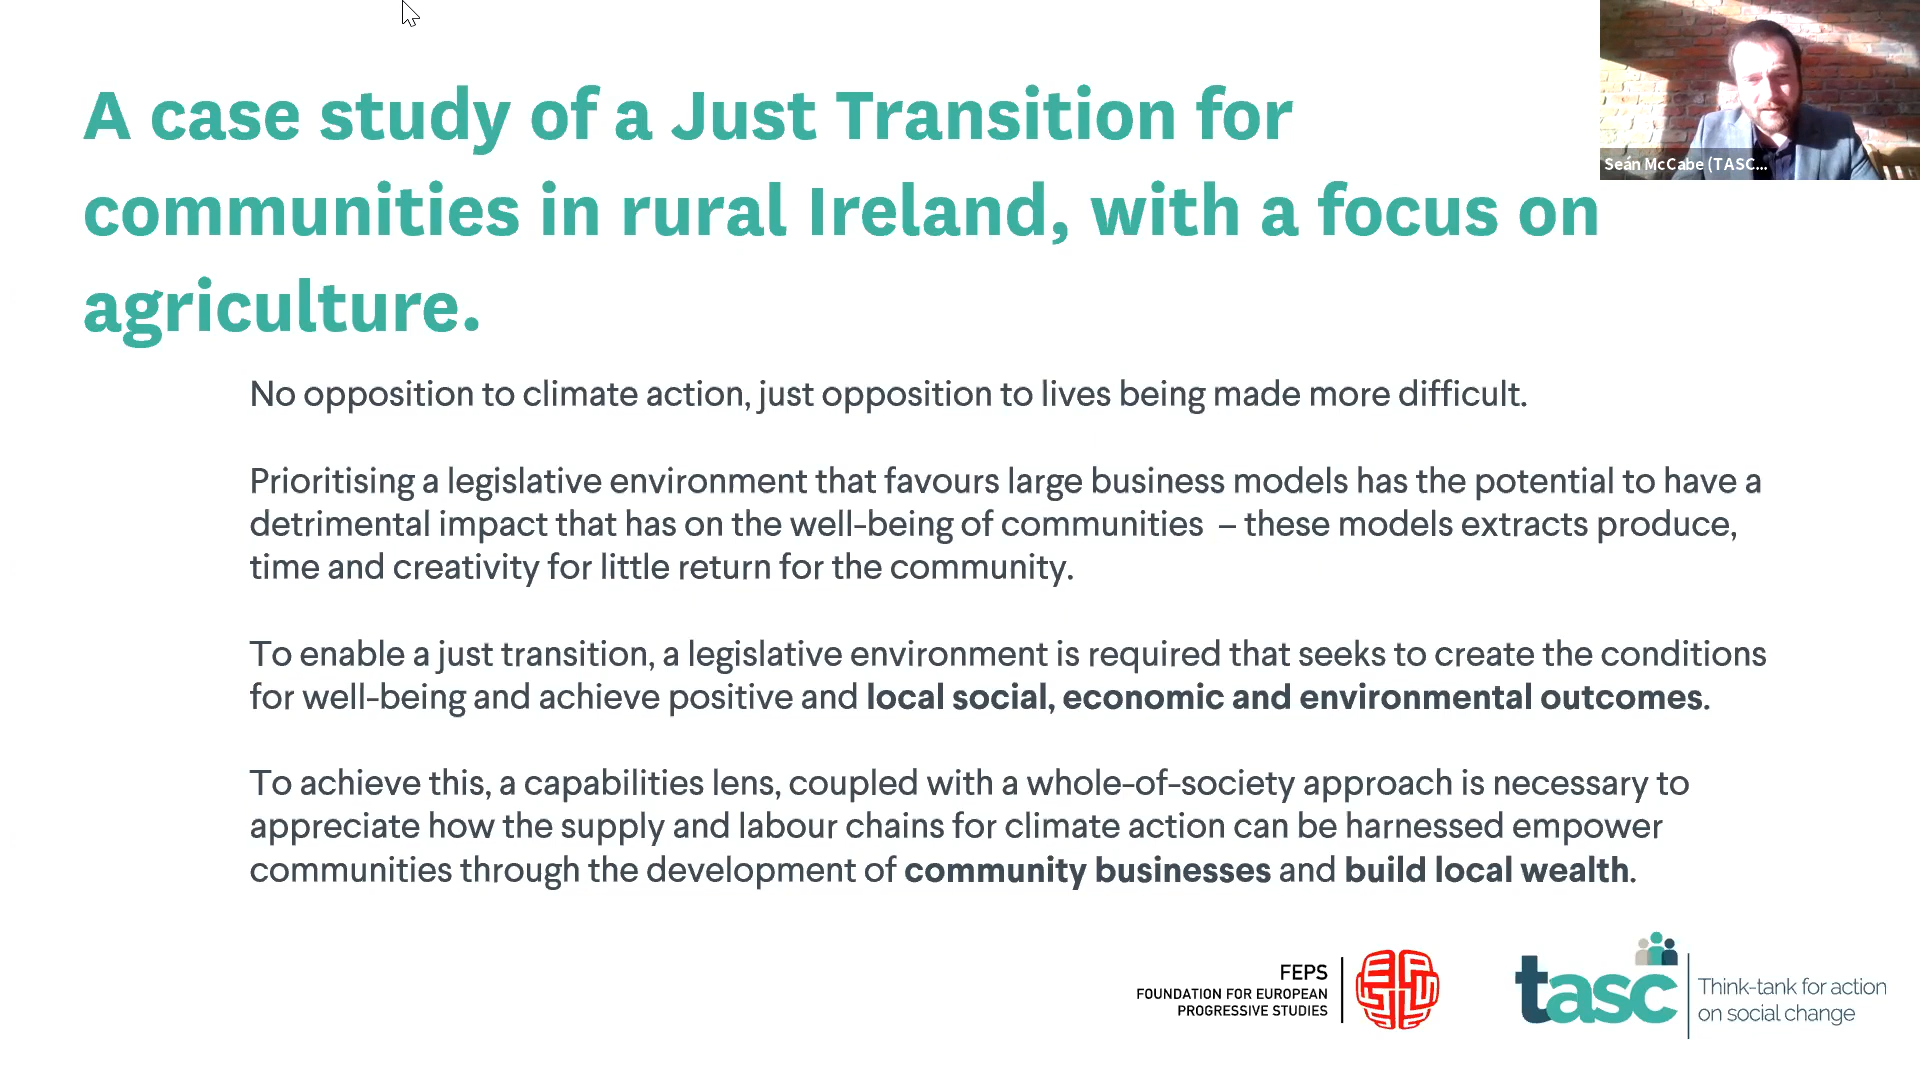 A case study of a Just Transition for
communities in rural Ireland, with a focus on
agriculture.
Seán McCabe (TASC...
No opposition to climate action, just opposition to lives being made more difficult.
Prioritising a legislative environment that favours large business models has the potential to have a
detrimental impact that has on the well-being of communities – these models extracts produce,
time and creativity for little return for the community.
To enable a just transition, a legislative environment is required that seeks to create the conditions
for well-being and achieve positive and local social, economic and environmental outcomes.
To achieve this, a capabilities lens, coupled with a whole-of-society approach is necessary to
appreciate how the supply and labour chains for climate action can be harnessed empower
communities through the development of community businesses and build local wealth.
FEPS
FOUNDATION FOR EUROPEAN
PROGRESSIVE STUDIES
tasc
Think-tank for action
on social change